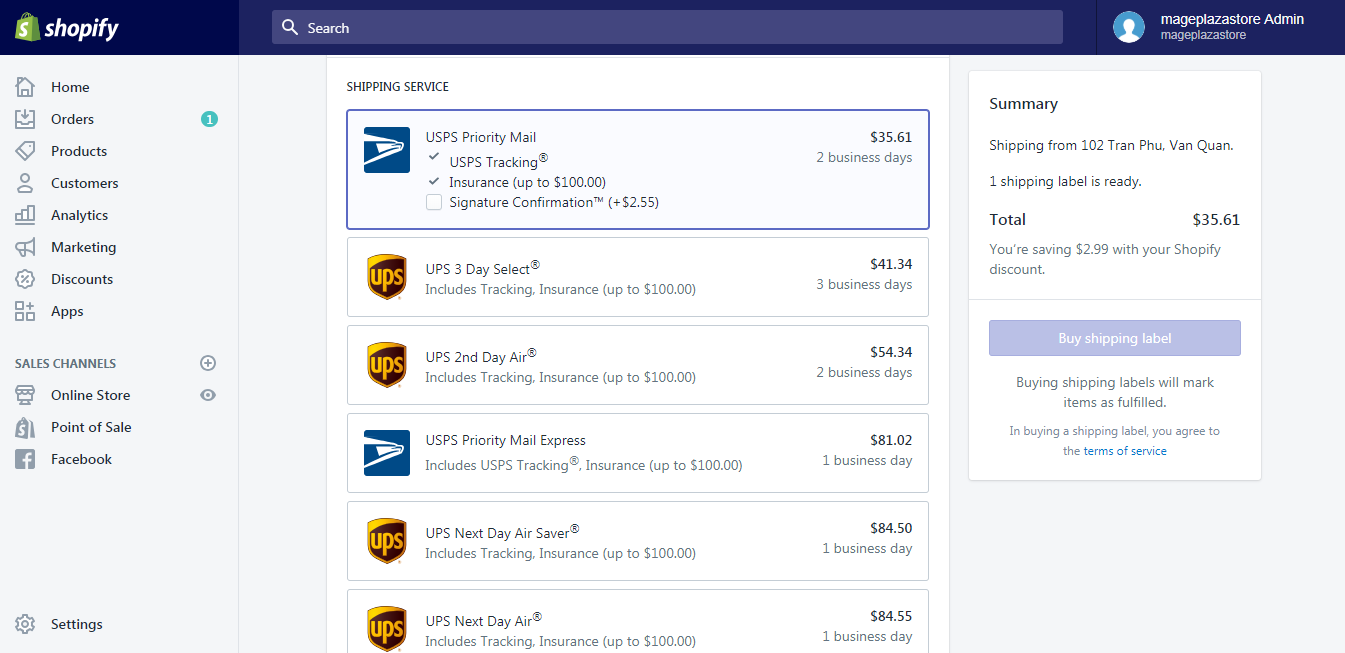 shopify
Search
mageplazastore Admin
mageplazastore
Home
Orders
1
Products
Customers
Analytics
Marketing
Discounts
Apps
SALES CHANNELS
Online Store
Point of Sale
Facebook
Settings
SHIPPING SERVICE
USPS Priority Mail
$35.61
2 business days
USPS Tracking®
Insurance (up to $100.00)
Signature Confirmation™ (+$2.55)
ups
UPS 3 Day Select®
$41.34
Includes Tracking, Insurance (up to $100.00)
3 business days
ups
UPS 2nd Day Air®
$54.34
Includes Tracking, Insurance (up to $100.00)
2 business days
USPS Priority Mail Express
$81.02
Includes USPS Tracking®, Insurance (up to $100.00)
1 business day
ups
UPS Next Day Air Saver®
$84.50
Includes Tracking, Insurance (up to $100.00)
1 business day
ups
UPS Next Day Air®
$84.55
Includes Tracking, Insurance (up to $100.00)
1 business day
Summary
Shipping from 102 Tran Phu, Van Quan.
1 shipping label is ready.
Total $35.61
You’re saving $2.99 with your Shopify
discount.
Buy shipping label
Buying shipping labels will mark
items as fulfilled.
In buying a shipping label, you agree to
the terms of service